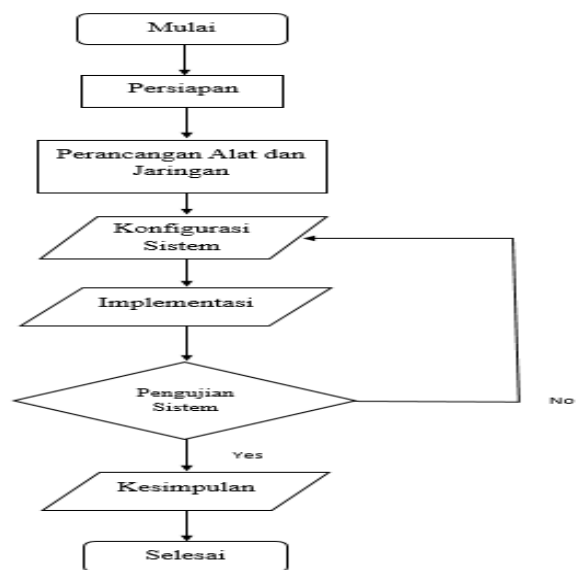 Mulai
Persiapan
Perancangan Alat dan
Jaringan
Konfigurasi
Sistem
Implementasi
Pengujian
Sistem
No
Yes
Kesimpulan
Selesai